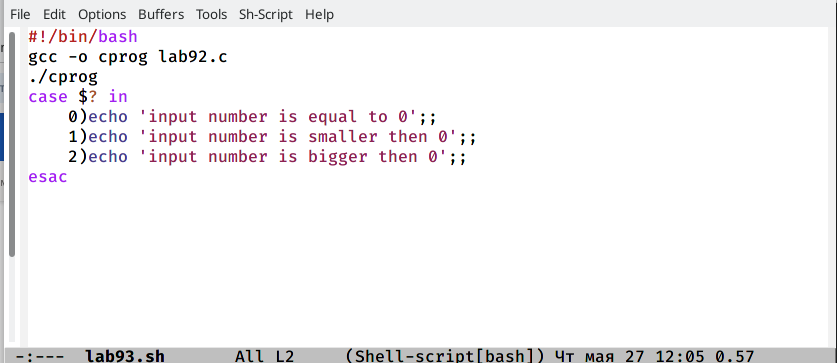 File Edit Options Buffers Tools Sh-Script Help
#!/bin/bash
gcc -o cprog lab92.c
./cprog
case $? in
    0)echo 'input number is equal to 0';;
    1)echo 'input number is smaller then 0';;
    2)echo 'input number is bigger then 0';;
esac
-:--- lab93.sh All L2 (Shell-script[bash]) Чт мая 27 12:05 0.57